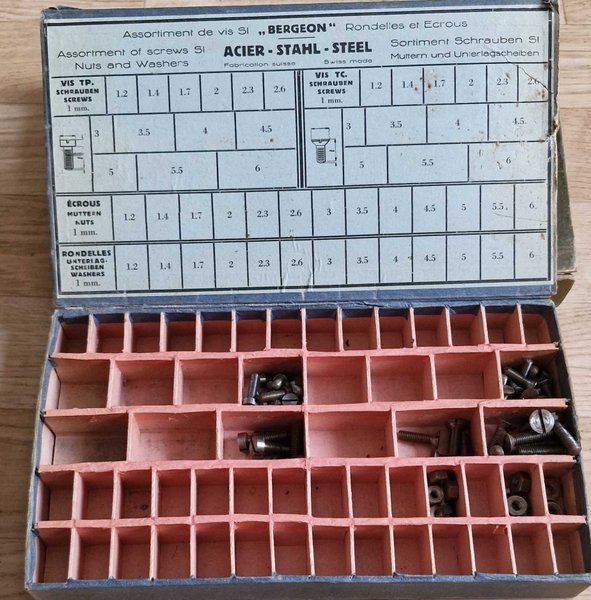 Assortiment de vis SI „BERGEON" Rondelles et Ecrous
Assortment of screws SI ACIER - STAHL - STEEL Sortiment Schrauben SI
Nuts and Washers Fabrication suisse Swiss made Muttern und Unterlagscheiben
VIS TP. SCHRAUBEN SCREWS 1 mm. 1.2 1.4 1.7 2 2.3 2.6
3 3.5 4 4.5
5 5.5 6
VIS TC. SCHRAUBEN SCREWS 1 mm. 1.2 1.4 1.7 2 2.3 2.6
3 3.5 4 4.5
5 5.5 6
ÉCROUS MUTTERN NUTS 1 mm. 1.2 1.4 1.7 2 2.3 2.6 3 3.5 4 4.5 5 5.5 6
RONDELLES UNTERLAG- SCHEIBEN WASHERS 1 mm. 1.2 1.4 1.7 2 2.3 2.6 3 3.5 4 4.5 5 5.5 6